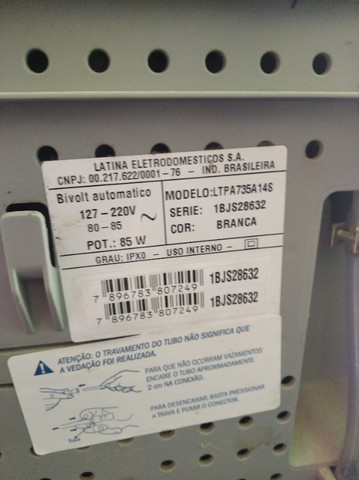 LATINA ELETRODOMESTICOS S.A.
CNPJ: 00.217.622/0001-76 - IND. BRASILEIRA
Bivolt automatico
127-220V ~
80-85
POT.: 85 W
MODELO:LTPA735A14S
SERIE: 1BJS28632
COR: BRANCA
GRAU: IPX0 - USO INTERNO -
1BJS28632
7 896783 807249
1BJS28632
7 896783 807249
ATENÇÃO: O TRAVAMENTO DO TUBO NÃO SIGNIFICA QUE
A VEDAÇÃO FOI REALIZADA.
PARA QUE NÃO OCORRAM VAZAMENTOS
ENCAIXE O TUBO APROXIMADAMENTE
2 cm NA CONEXÃO.
PARA DESENCAIXAR, BASTA PRESSIONAR
A TRAVA E PUXAR O CONECTOR.